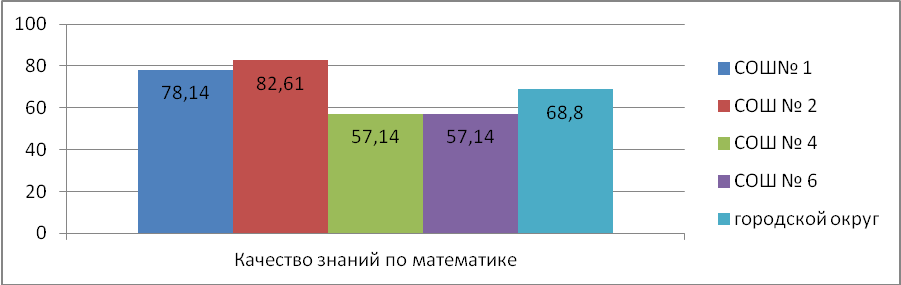 100
80
60
40
20
0
78,14
82,61
57,14
57,14
68,8
Качество знаний по математике
СОШ№ 1
СОШ № 2
СОШ № 4
СОШ № 6
городской округ